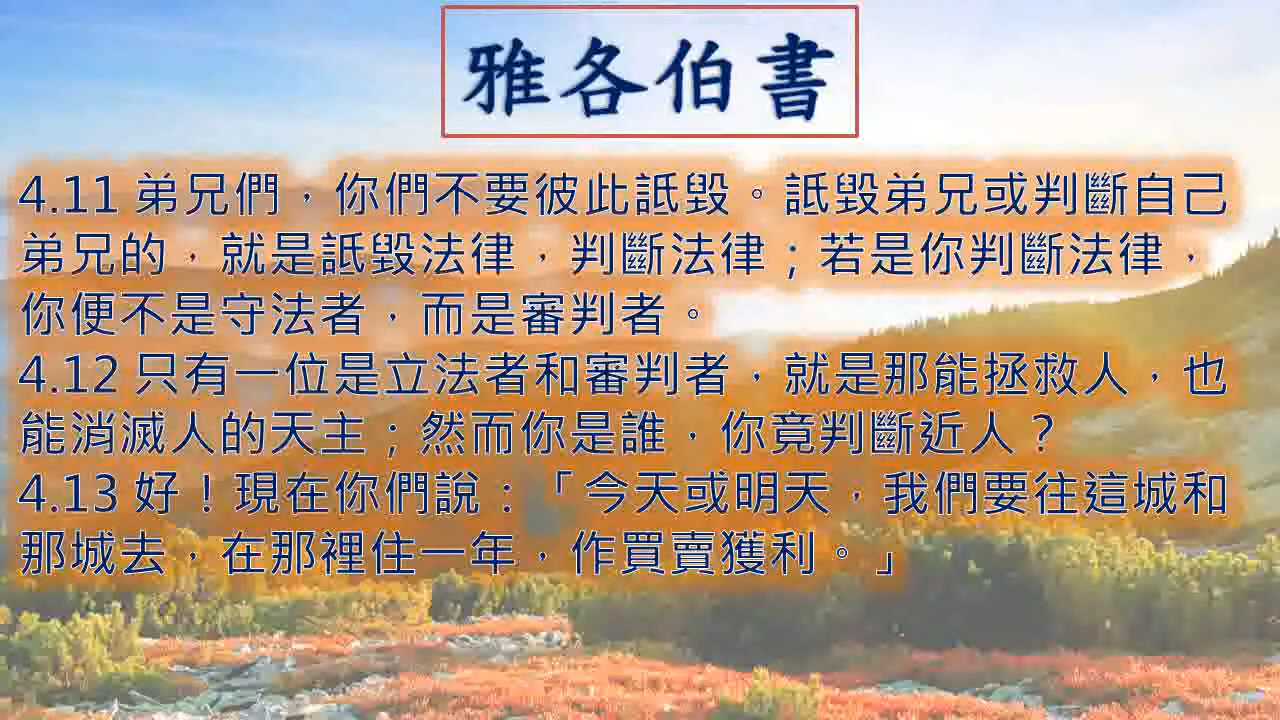 雅各伯書
4.11 弟兄們，你們不要彼此詆毀。詆毀弟兄或判斷自己
弟兄的，就是詆毀法律，判斷法律；若是你判斷法律，
你便不是守法者，而是審判者。
4.12 只有一位是立法者和審判者，就是那能拯救人，也
能消滅人的天主；然而你是誰，你竟判斷近人？
4.13 好！現在你們說：「今天或明天，我們要往這城和
那城去，在那裡住一年，作買賣獲利。」